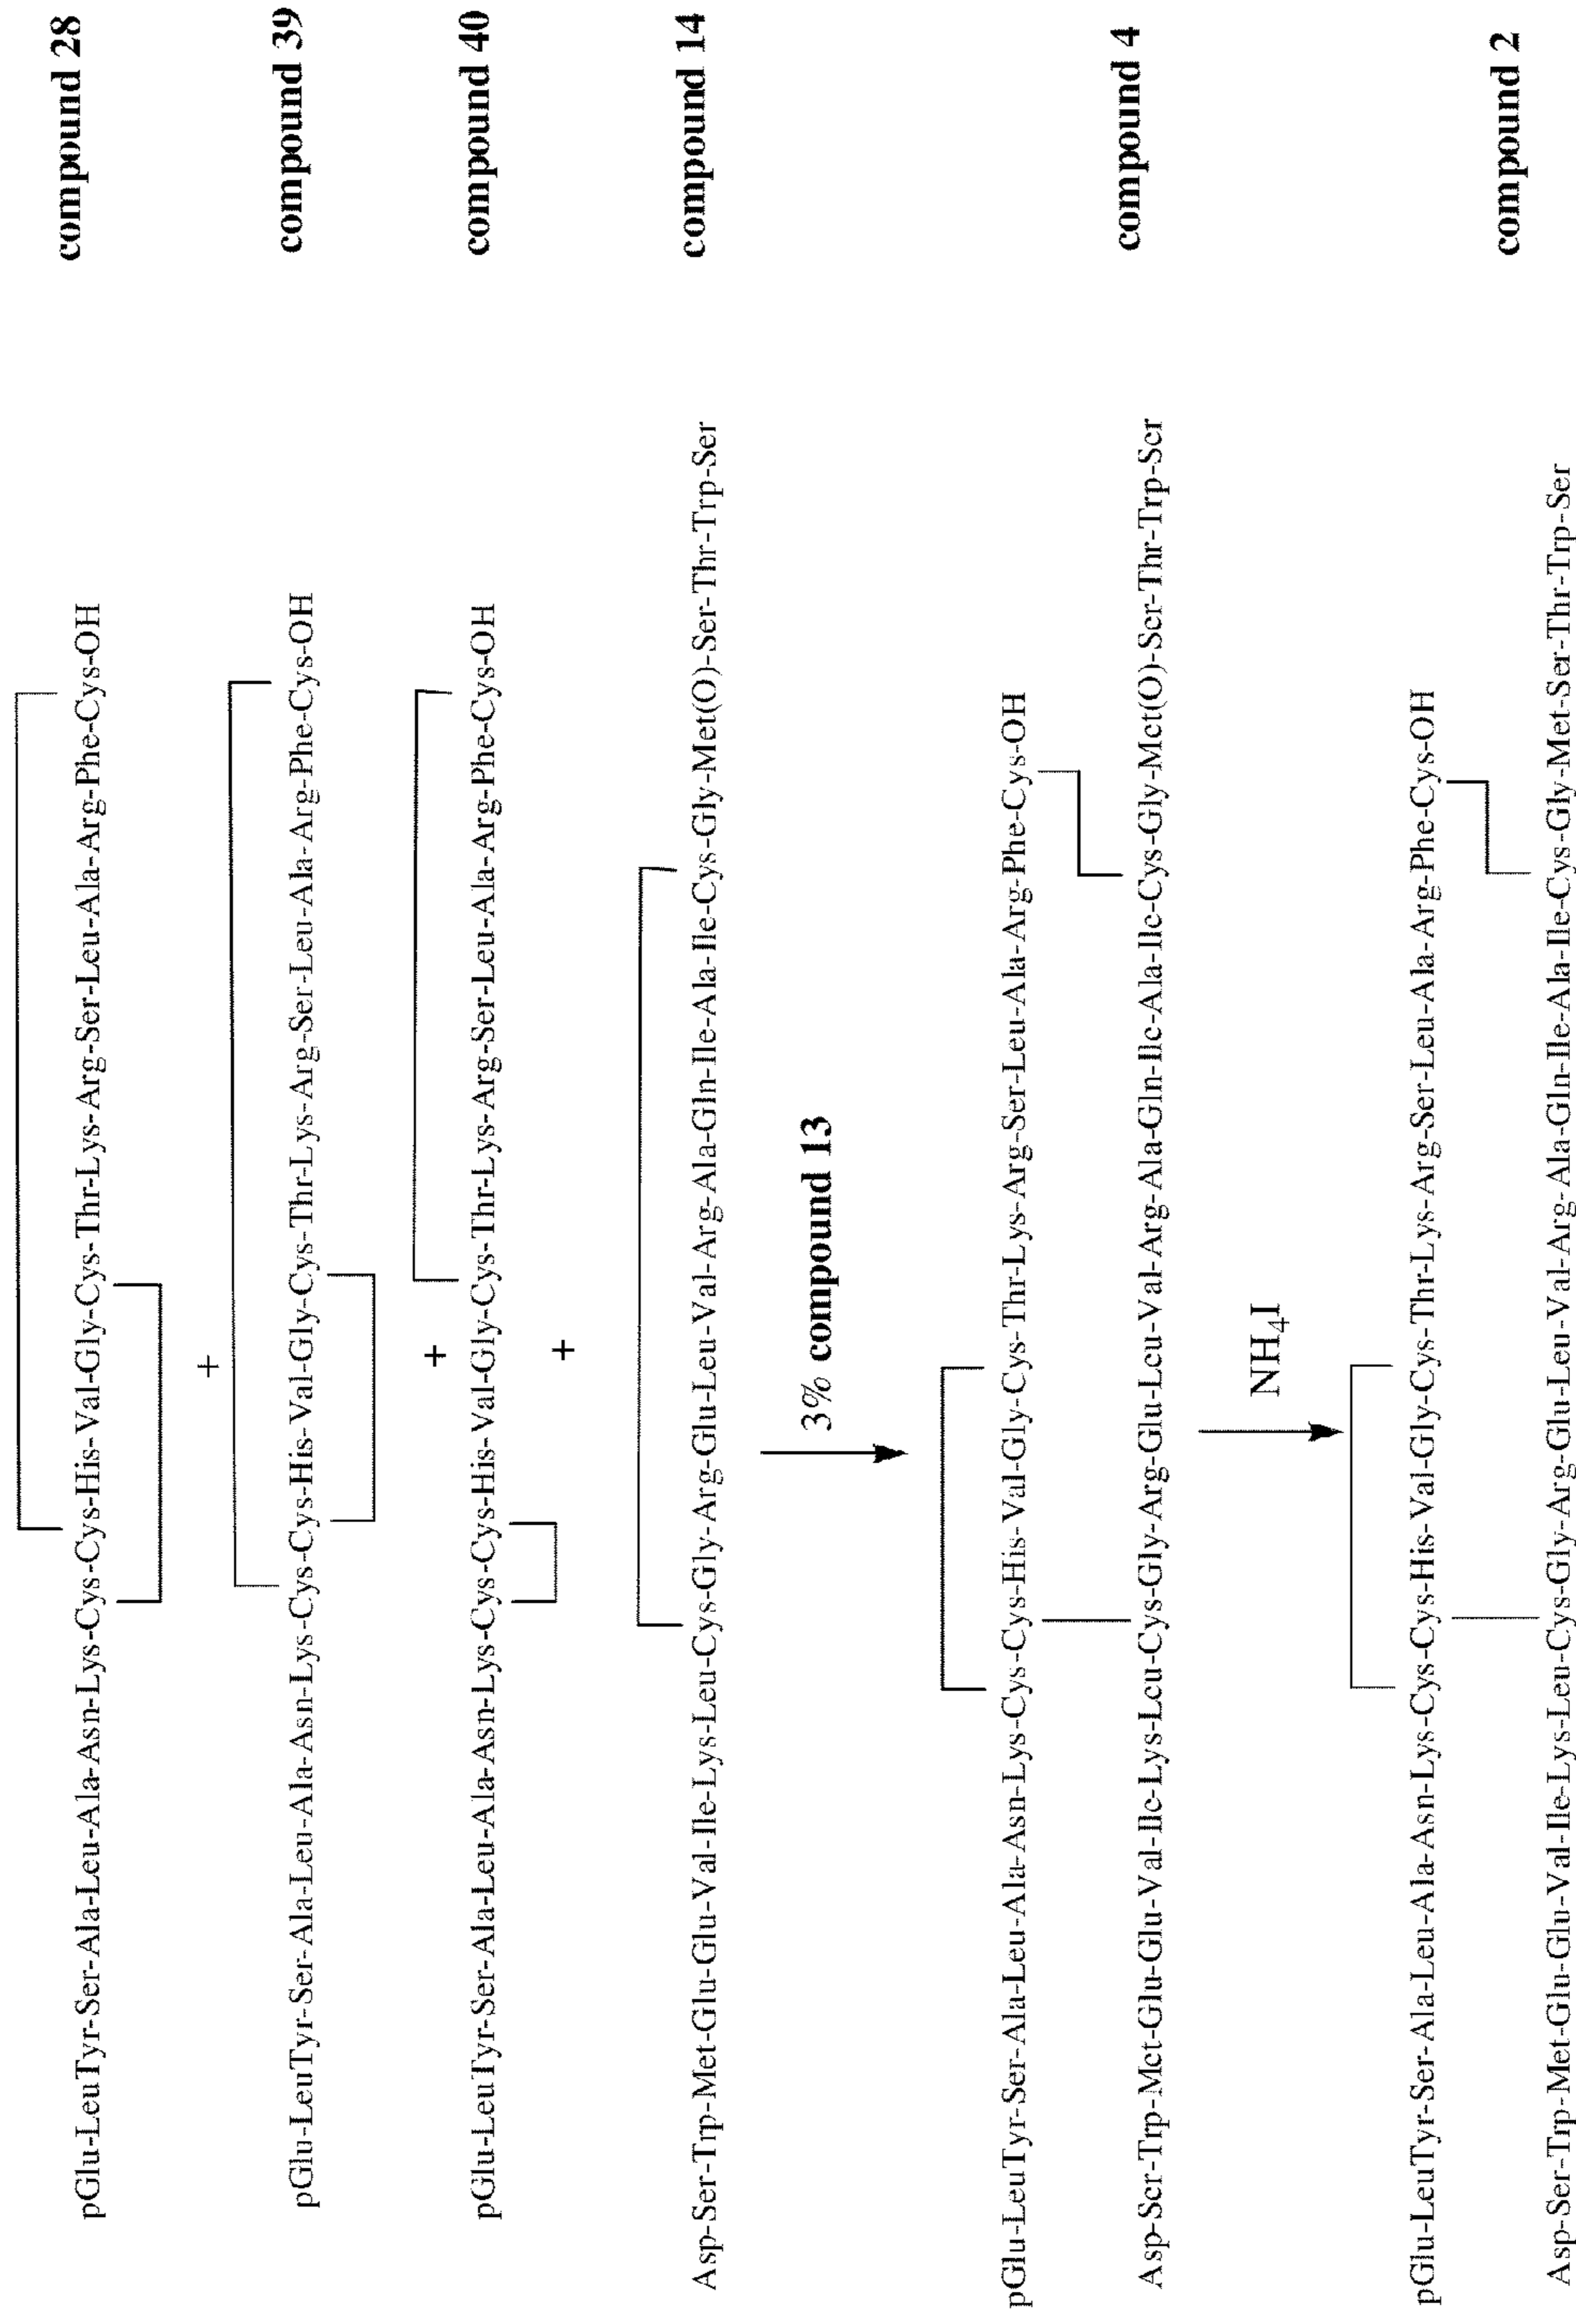 pGlu-LeuTyr-Ser-Ala-Leu-Ala-Asn-Lys-Cys-Cys-His-Val-Gly-Cys-Thr-Lys-Arg-Ser-Leu-Ala-Arg-Phe-Cys-OH compound 28
+
pGlu-LeuTyr-Ser-Ala-Leu-Ala-Asn-Lys-Cys-Cys-His-Val-Gly-Cys-Thr-Lys-Arg-Ser-Leu-Ala-Arg-Phe-Cys-OH compound 39
+
pGlu-LeuTyr-Ser-Ala-Leu-Ala-Asn-Lys-Cys-Cys-His-Val-Gly-Cys-Thr-Lys-Arg-Ser-Leu-Ala-Arg-Phe-Cys-OH compound 40
+
Asp-Ser-Trp-Met-Glu-Glu-Val-Ile-Lys-Leu-Cys-Gly-Arg-Glu-Leu-Val-Arg-Ala-Gln-Ile-Ala-Ile-Cys-Gly-Met(O)-Ser-Thr-Trp-Ser compound 14
3% compound 13
pGlu-LeuTyr-Ser-Ala-Leu-Ala-Asn-Lys-Cys-Cys-His-Val-Gly-Cys-Thr-Lys-Arg-Ser-Leu-Ala-Arg-Phe-Cys-OH
compound 4
Asp-Ser-Trp-Met-Glu-Glu-Val-Ile-Lys-Leu-Cys-Gly-Arg-Glu-Leu-Val-Arg-Ala-Gln-Ile-Ala-Ile-Cys-Gly-Met(O)-Ser-Thr-Trp-Ser
NH4I
pGlu-LeuTyr-Ser-Ala-Leu-Ala-Asn-Lys-Cys-Cys-His-Val-Gly-Cys-Thr-Lys-Arg-Ser-Leu-Ala-Arg-Phe-Cys-OH
compound 2
Asp-Ser-Trp-Met-Glu-Glu-Val-Ile-Lys-Leu-Cys-Gly-Arg-Glu-Leu-Val-Arg-Ala-Gln-Ile-Ala-Ile-Cys-Gly-Met-Ser-Thr-Trp-Ser